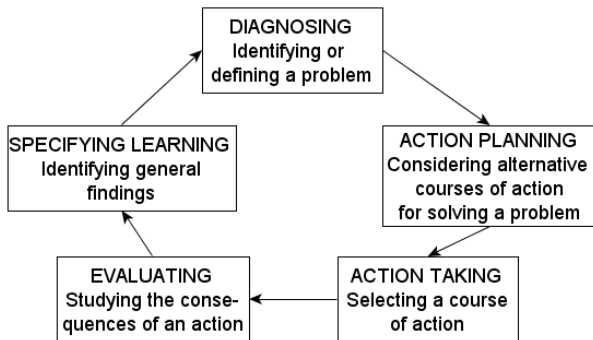 DIAGNOSING
Identifying or
defining a problem
ACTION PLANNING
Considering alternative
courses of action
for solving a problem
ACTION TAKING
Selecting a course
of action
EVALUATING
Studying the conse-
quences of an action
SPECIFYING LEARNING
Identifying general
findings